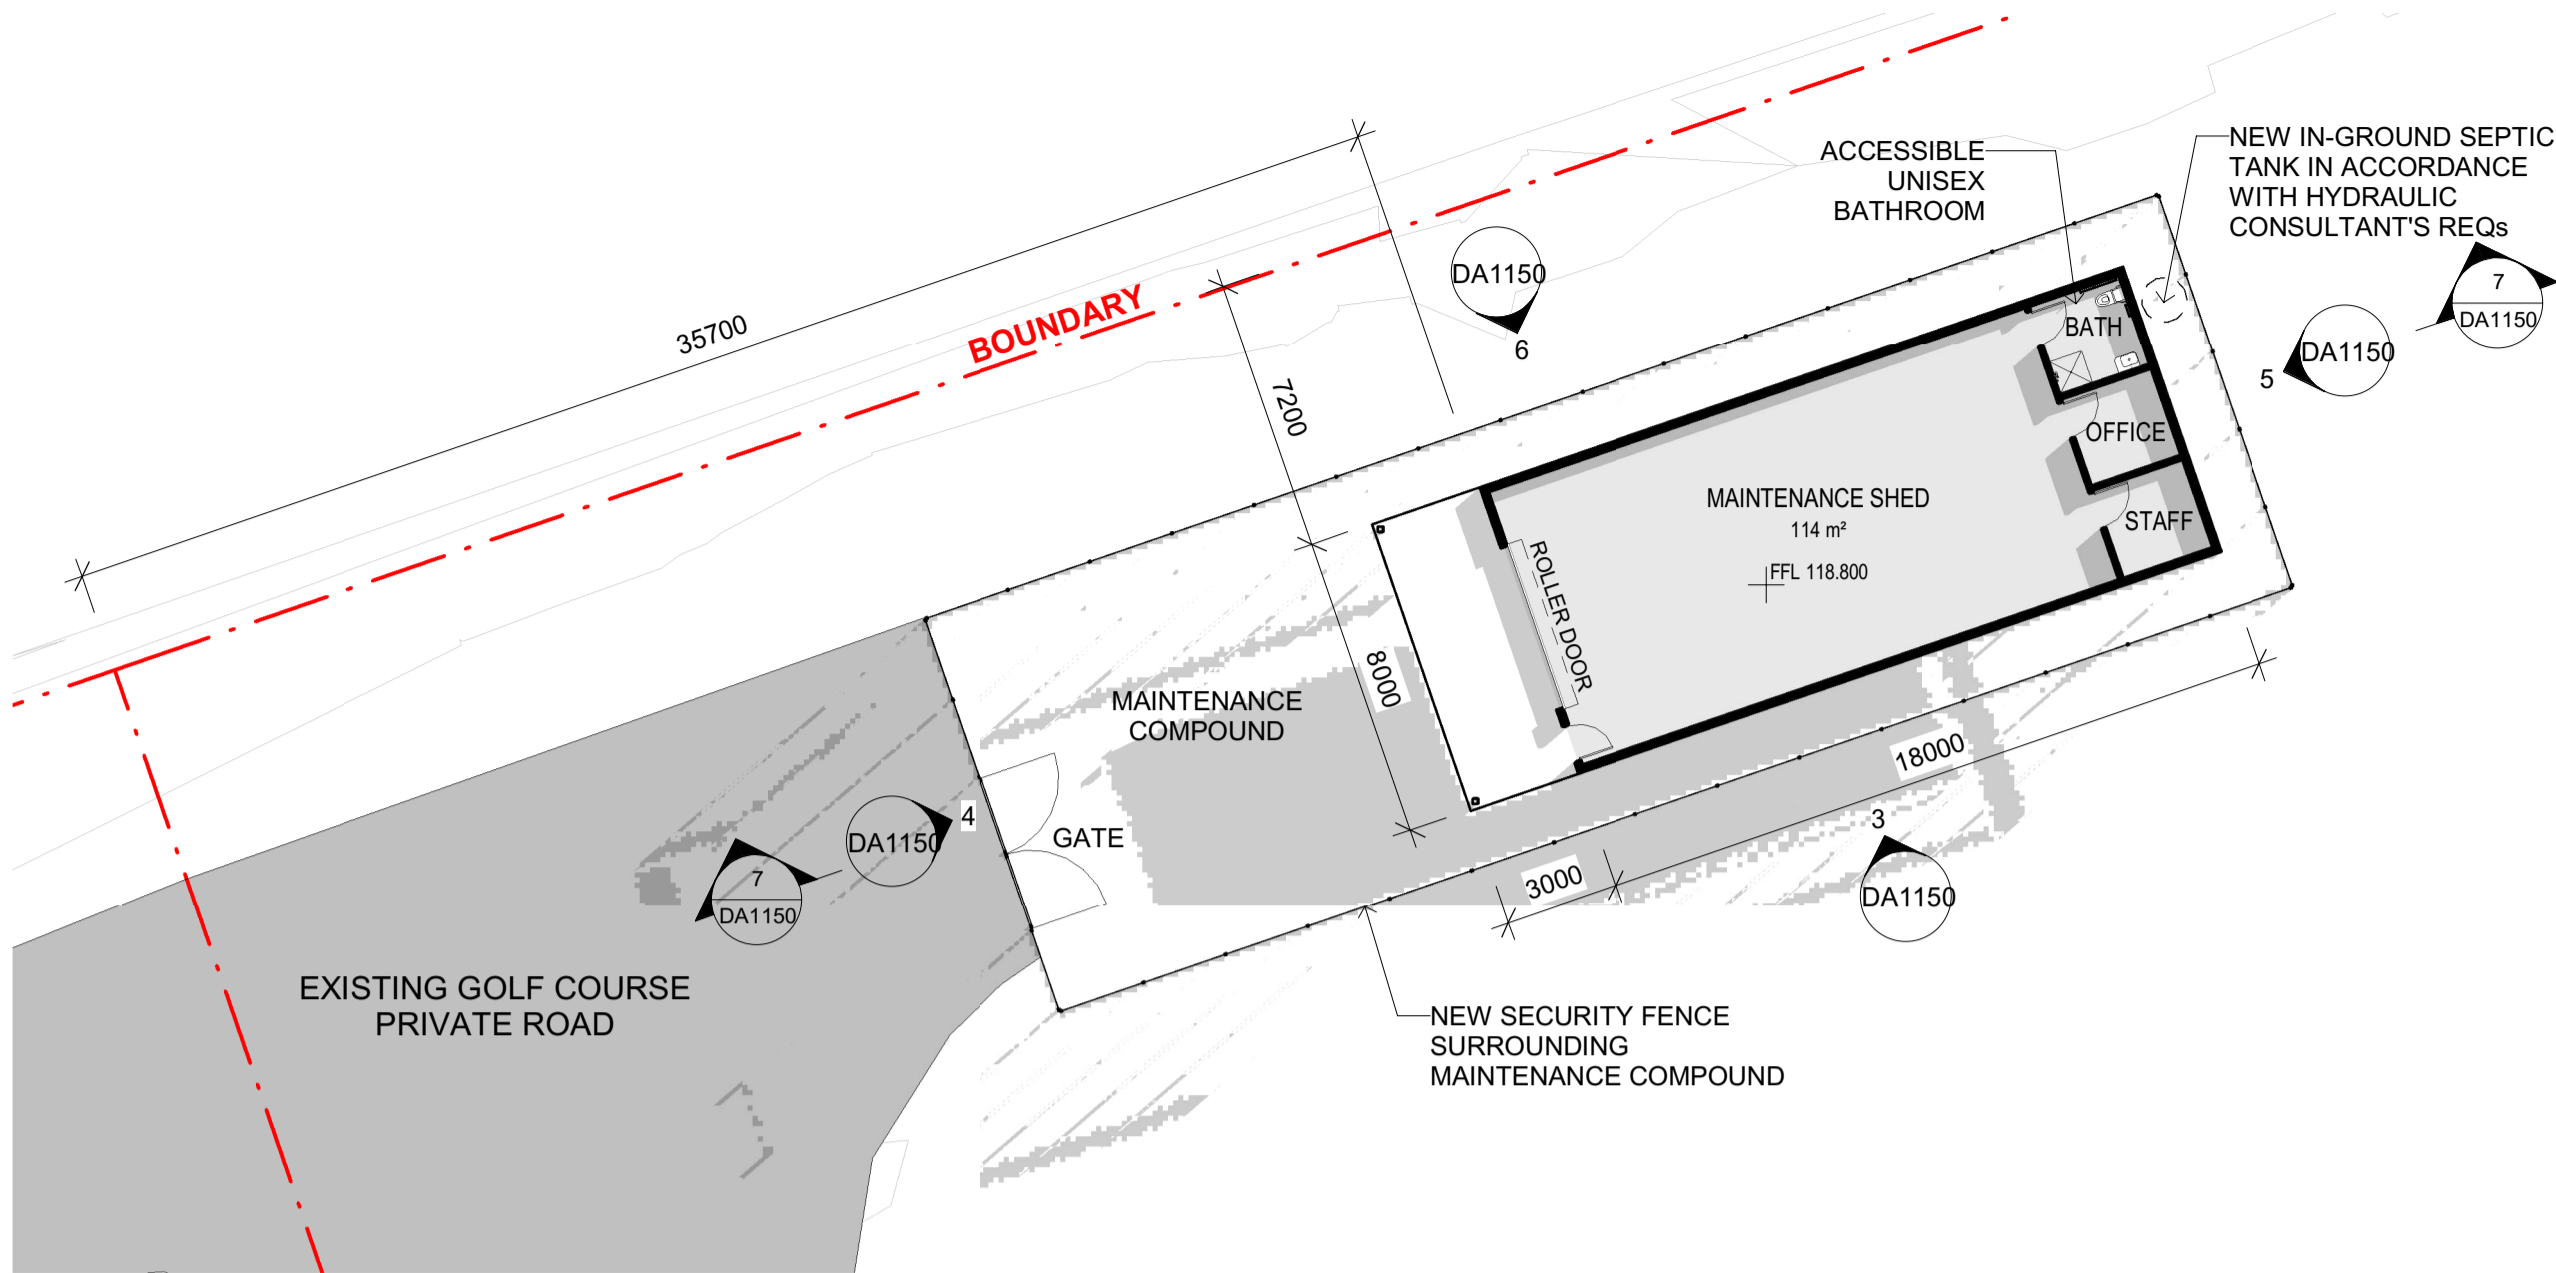 ACCESSIBLE
UNISEX
BATHROOM
NEW IN-GROUND SEPTIC
TANK IN ACCORDANCE
WITH HYDRAULIC
CONSULTANT'S REQs
DA1150
6
7
DA1150
DA1150
5
35700
BOUNDARY
7200
BATH
OFFICE
STAFF
MAINTENANCE SHED
114 m²
FFL 118.800
ROLLER DOOR
8000
MAINTENANCE
COMPOUND
18000
GATE
4
DA1150
7
DA1150
3000
3
DA1150
EXISTING GOLF COURSE
PRIVATE ROAD
NEW SECURITY FENCE
SURROUNDING
MAINTENANCE COMPOUND